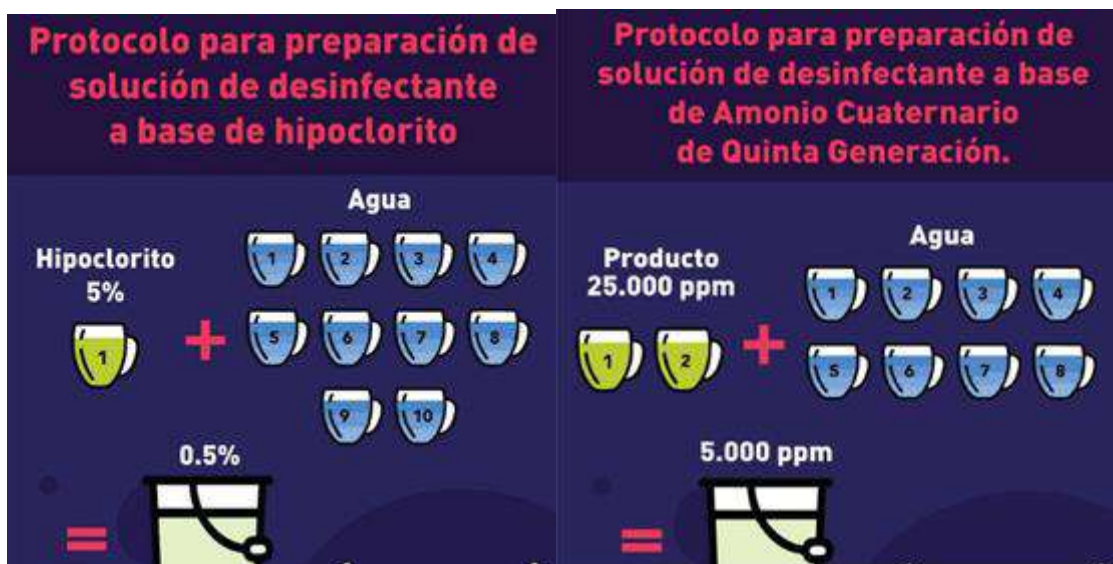 Protocolo para preparación de
solución de desinfectante
a base de hipoclorito
Agua
Hipoclorito
5%
1
+
1 2 3 4
5 6 7 8
9 10
0.5%
=
Protocolo para preparación de
solución de desinfectante a base
de Amonio Cuaternario
de Quinta Generación.
Agua
Producto
25.000 ppm
1 2
+
1 2 3 4
5 6 7 8
5.000 ppm
=